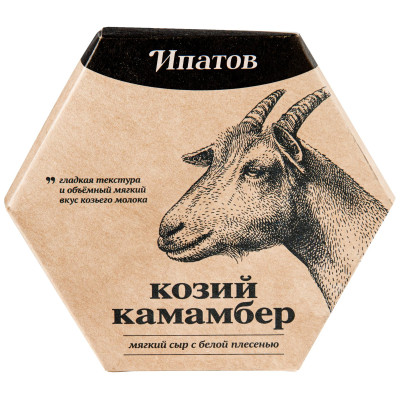 Ипатов
” гладкая текстура
и объёмный мягкий
вкус козьего молока
козий
камамбер
мягкий сыр с белой плесенью